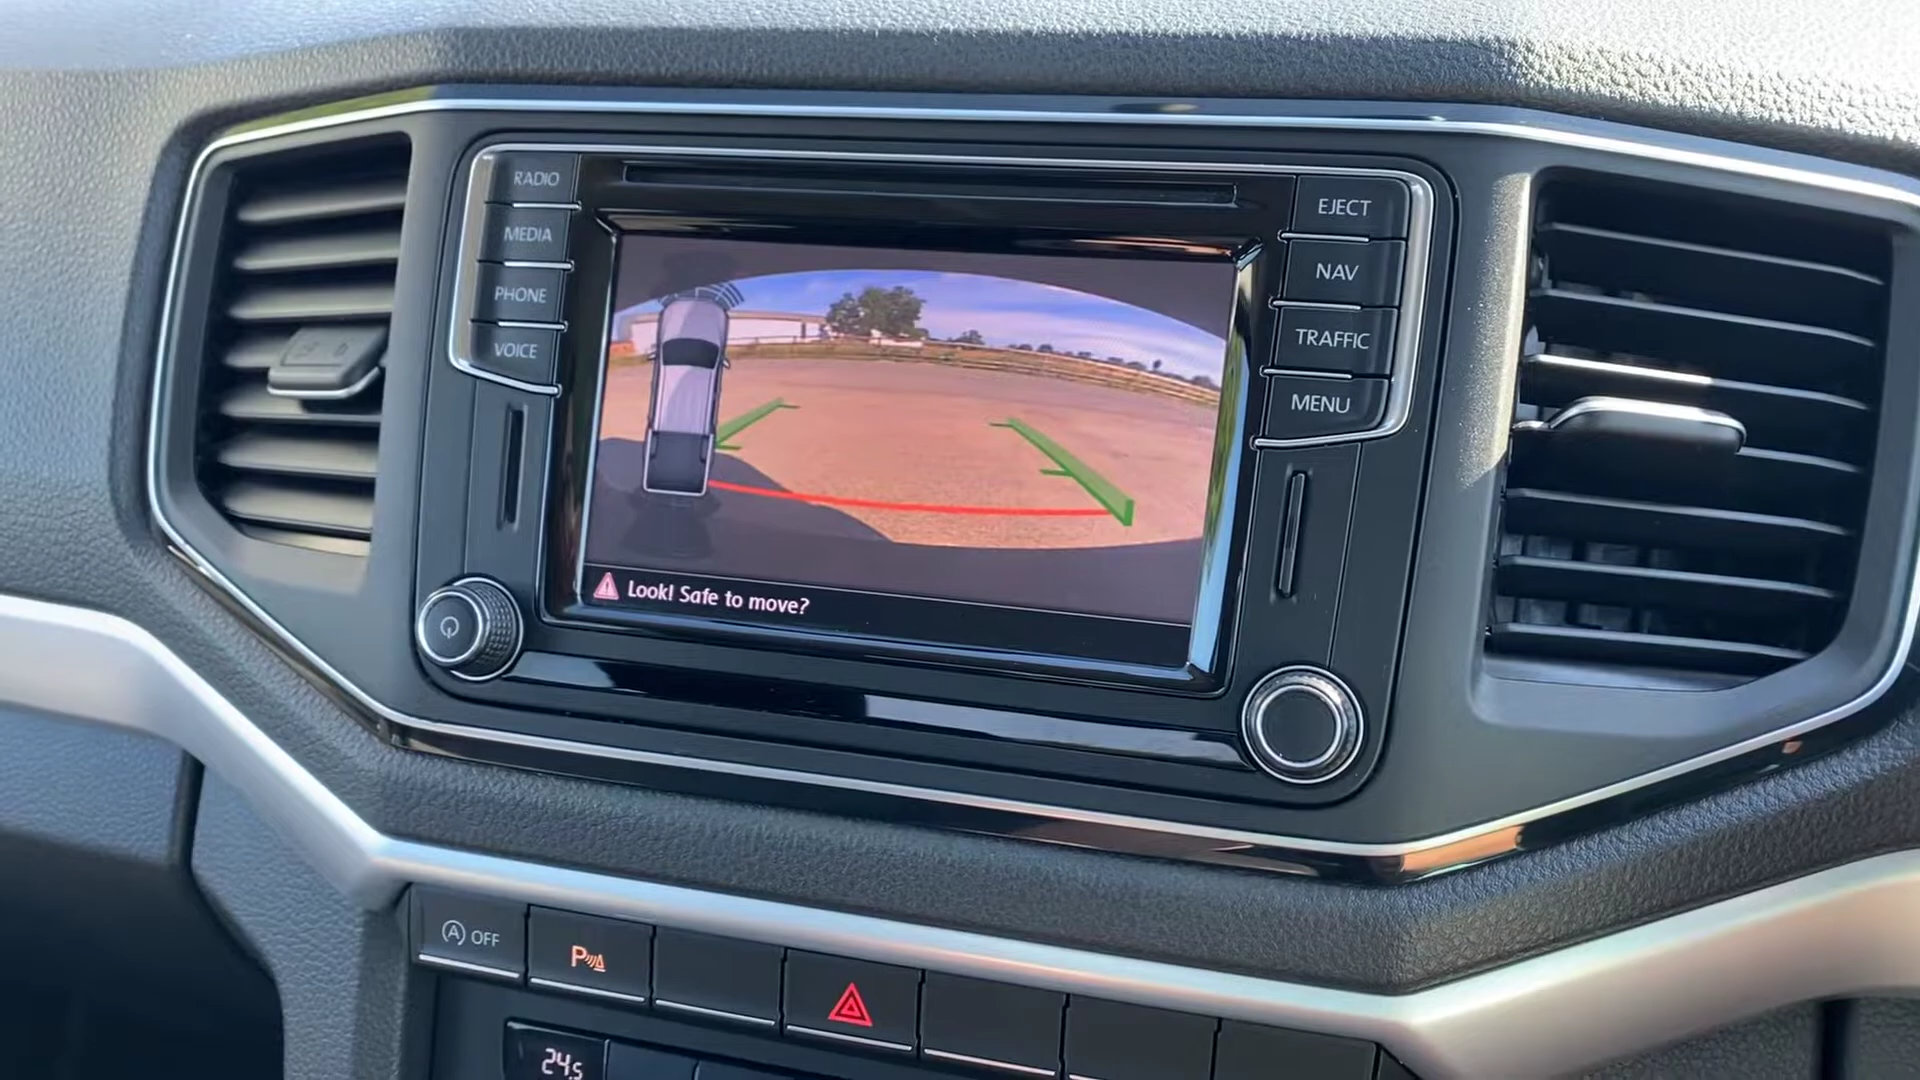 RADIO
MEDIA
PHONE
VOICE
EJECT
NAV
TRAFFIC
MENU
Look! Safe to move?
A OFF
P
24.5